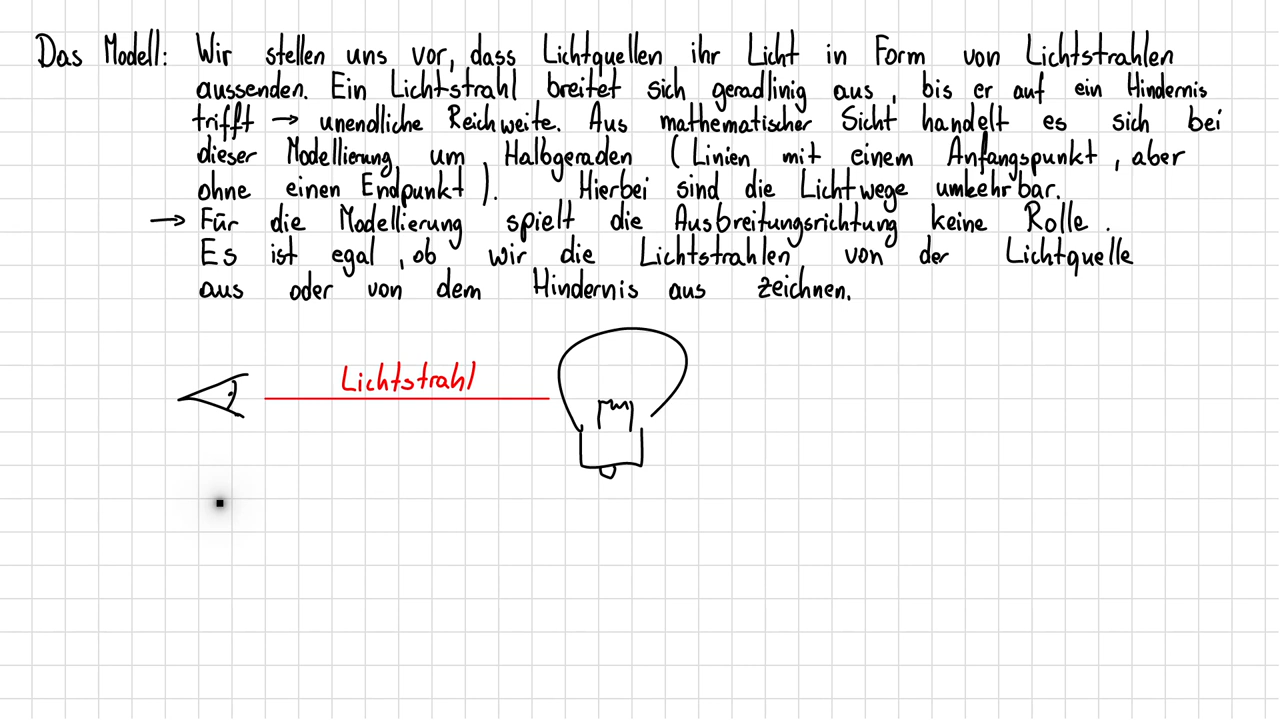 Das Modell: Wir stellen uns vor, dass Lichtquellen ihr Licht in Form von Lichtstrahlen
aussenden. Ein Lichtstrahl breitet sich geradlinig aus, bis er auf ein Hindernis
trifft → unendliche Reichweite. Aus mathematischer Sicht handelt es sich bei
dieser Modellierung um Halbgeraden (Linien mit einem Anfangspunkt, aber
ohne einen Endpunkt). Hierbei sind die Lichtwege umkehrbar.
→ Für die Modellierung spielt die Ausbreitungsrichtung keine Rolle.
Es ist egal, ob wir die Lichtstrahlen von der Lichtquelle
aus oder von dem Hindernis aus zeichnen.
Lichtstrahl